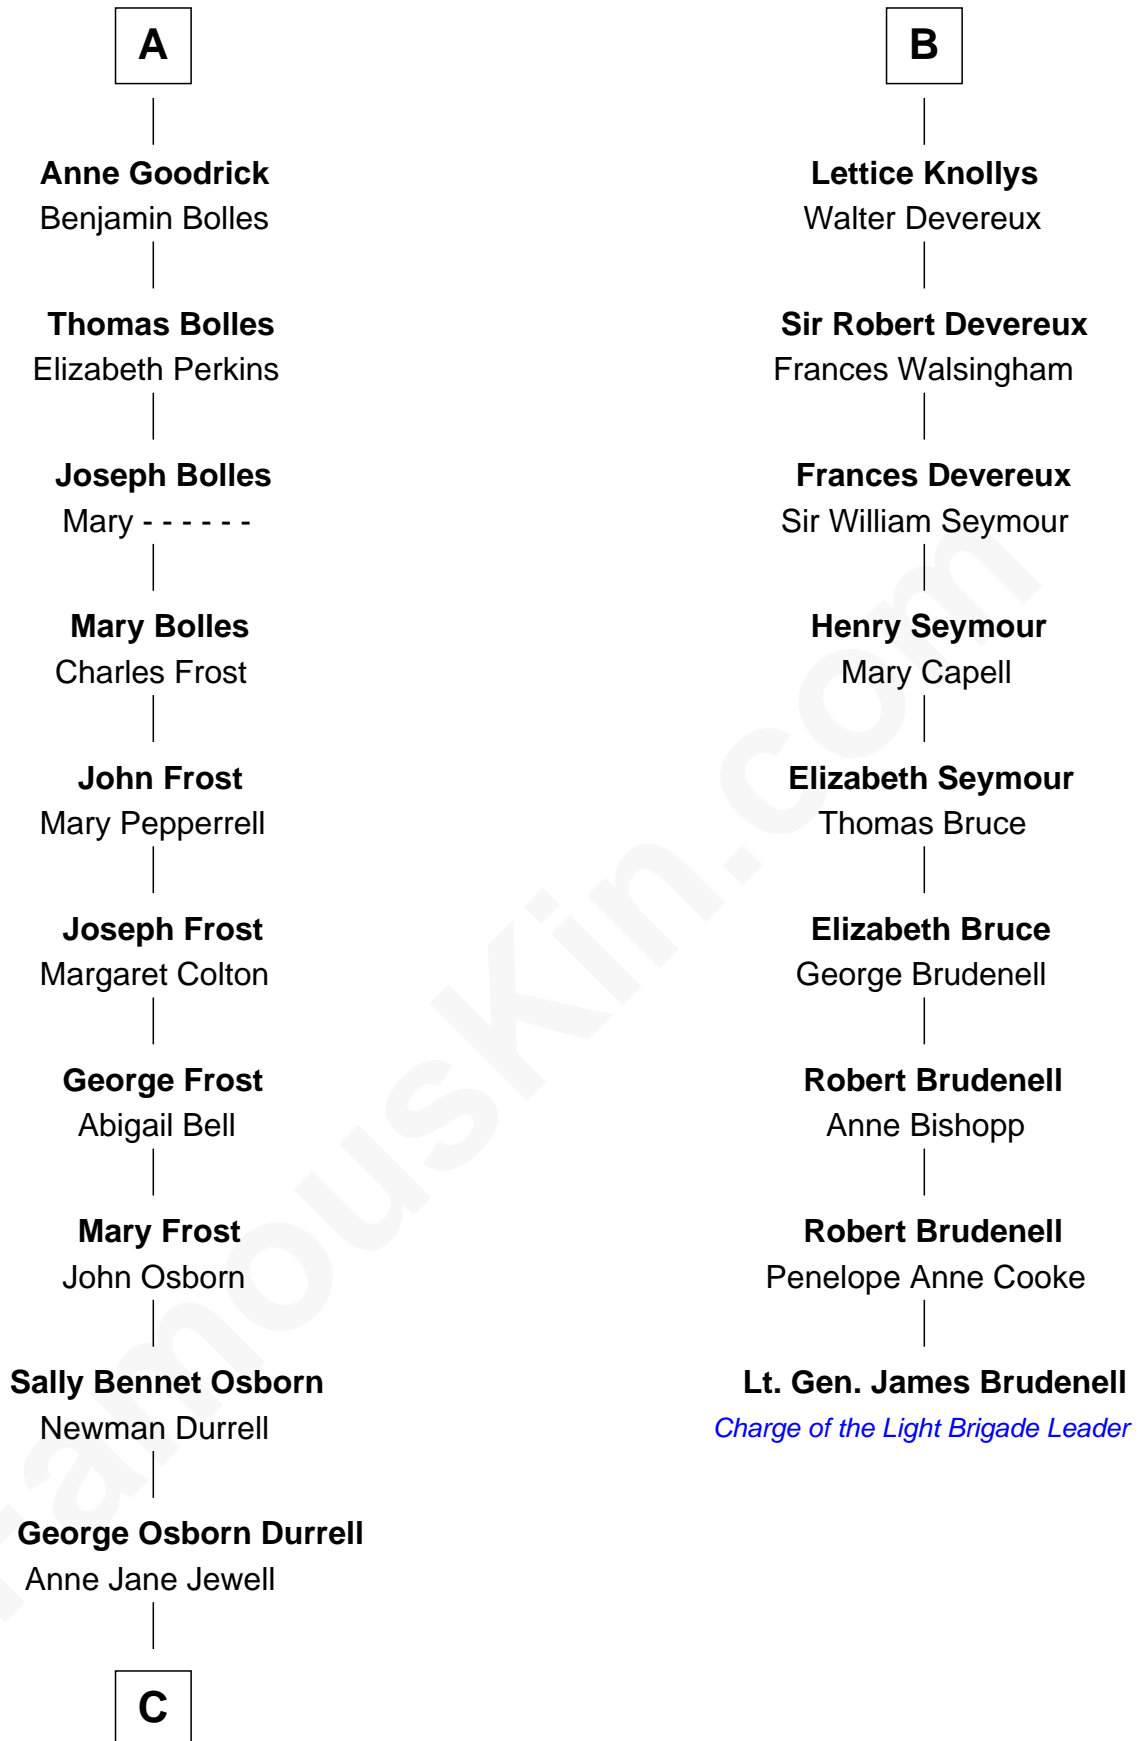 A
Anne Goodrick
Benjamin Bolles
Thomas Bolles
Elizabeth Perkins
Joseph Bolles
Mary - - - - - -
Mary Bolles
Charles Frost
John Frost
Mary Pepperrell
Joseph Frost
Margaret Colton
George Frost
Abigail Bell
Mary Frost
John Osborn
Sally Bennet Osborn
Newman Durrell
George Osborn Durrell
Anne Jane Jewell
C
B
Lettice Knollys
Walter Devereux
Sir Robert Devereux
Frances Walsingham
Frances Devereux
Sir William Seymour
Henry Seymour
Mary Capell
Elizabeth Seymour
Thomas Bruce
Elizabeth Bruce
George Brudenell
Robert Brudenell
Anne Bishopp
Robert Brudenell
Penelope Anne Cooke
Lt. Gen. James Brudenell
Charge of the Light Brigade Leader
FamousKin.com